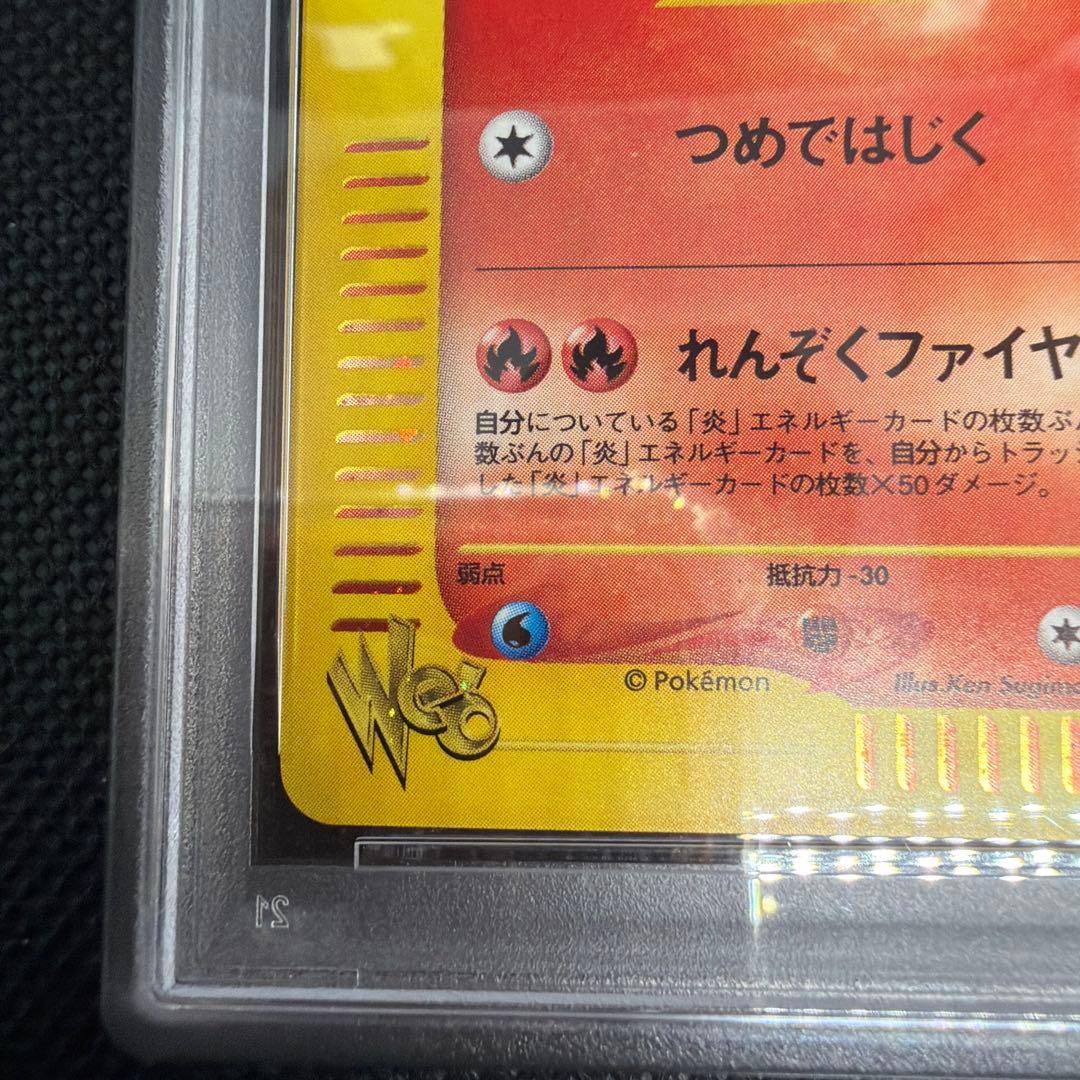 つめではじく
れんぞくファイヤ
自分についている「炎」エネルギーカードの枚数ぶ
数ぶんの「炎」エネルギーカードを、自分からトラッ
した「炎」エネルギーカードの枚数×50ダメージ。
弱点 抵抗力 -30
© Pokémon Illus. Ken Sugim
Web
21